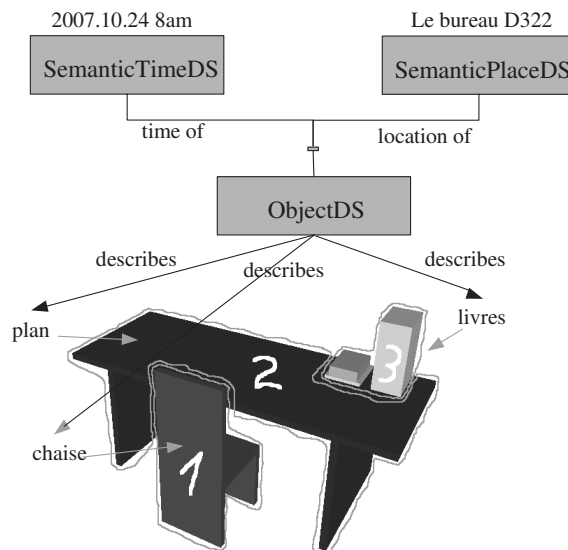 2007.10.24 8am
Le bureau D322
SemanticTimeDS
SemanticPlaceDS
time of
location of
ObjectDS
describes
describes
describes
plan
livres
2
3
chaise
1